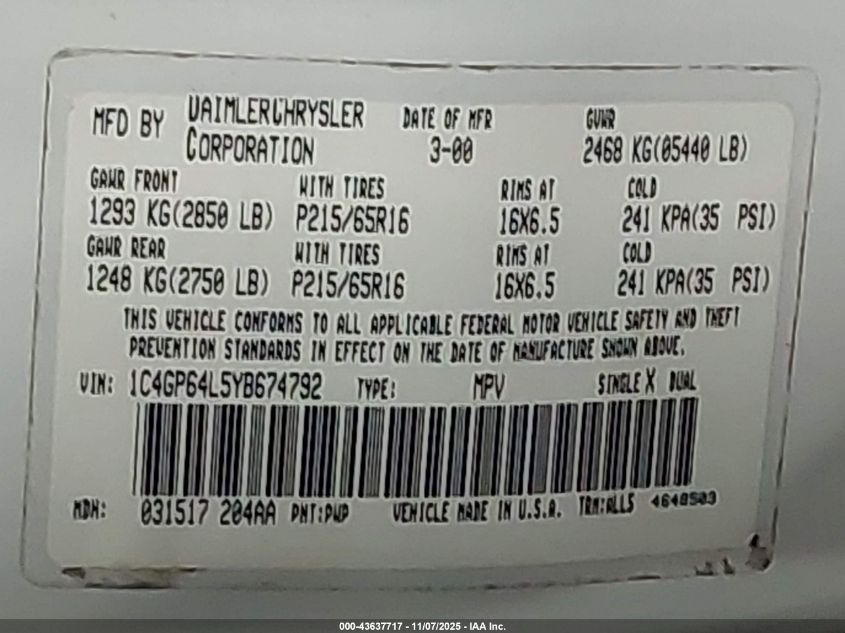 MFD BY DAIMLERCHRYSLER CORPORATION DATE OF MFR 3-00 GVWR 2468 KG(05440 LB)
GAWR FRONT WITH TIRES RIMS AT COLD
1293 KG(2850 LB) P215/65R16 16X6.5 241 KPA(35 PSI)
GAWR REAR WITH TIRES RIMS AT COLD
1248 KG(2750 LB) P215/65R16 16X6.5 241 KPA(35 PSI)
THIS VEHICLE CONFORMS TO ALL APPLICABLE FEDERAL MOTOR VEHICLE SAFETY AND THEFT
PREVENTION STANDARDS IN EFFECT ON THE DATE OF MANUFACTURE SHOWN ABOVE.
VIN: 1C4GP64L5YB674792 TYPE: MPV SINGLE X DUAL
MDH: 031517 204AA PNT:PWP VEHICLE MADE IN U.S.A. TRM:ALLS 4648503
000-43637717 - 11/07/2025 - IAA Inc.